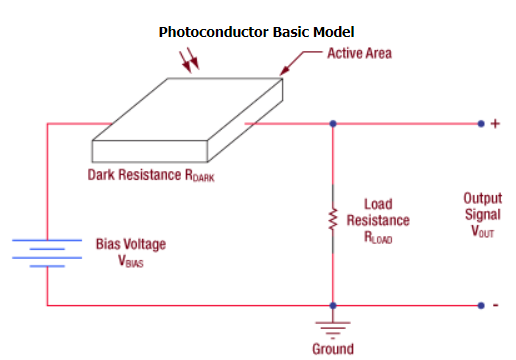 Photoconductor Basic Model
Active Area
Dark Resistance RDARK
Load
Resistance
RLOAD
Output
Signal
VOUT
+
Bias Voltage
VBIAS
-
Ground